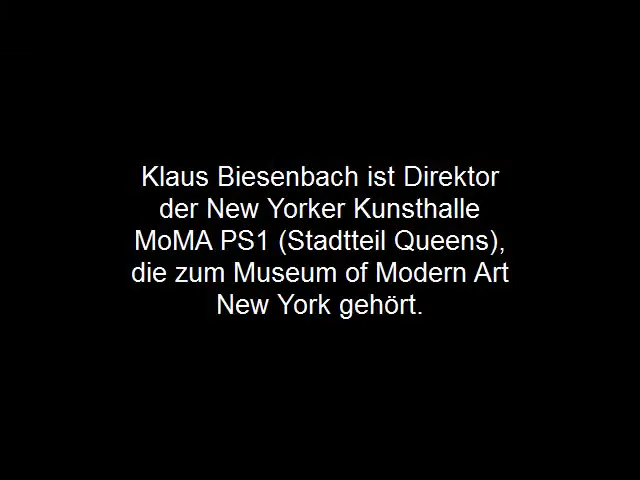 Klaus Biesenbach ist Direktor
der New Yorker Kunsthalle
MoMA PS1 (Stadtteil Queens),
die zum Museum of Modern Art
New York gehört.